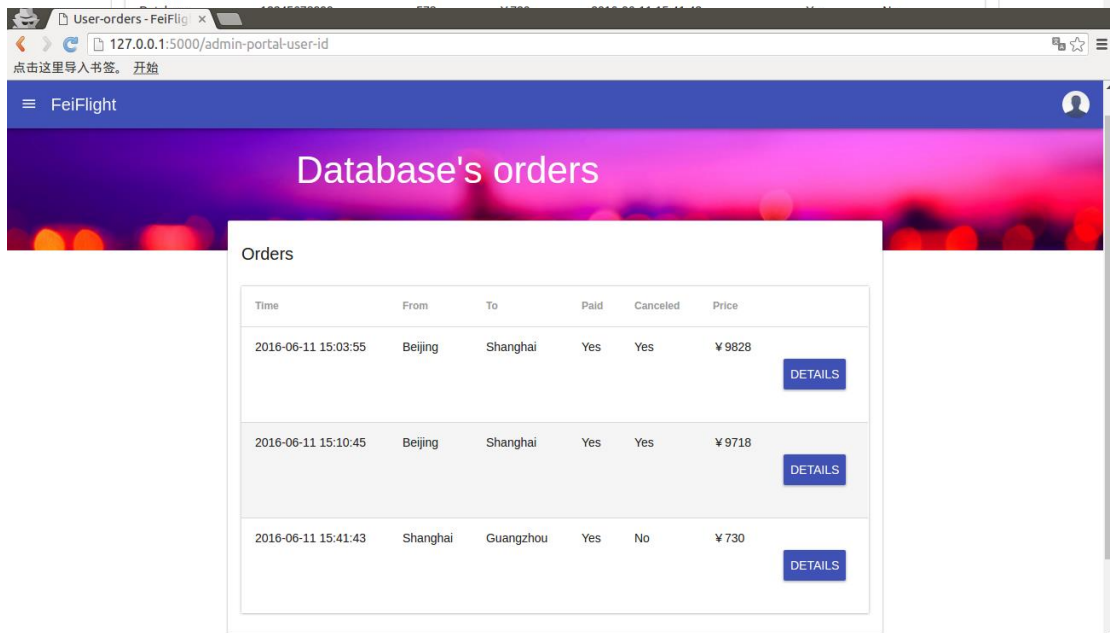 User-orders - FeiFlig
127.0.0.1:5000/admin-portal-user-id
点击这里导入书签。 开始
FeiFlight
Database's orders
Orders
Time From To Paid Canceled Price
2016-06-11 15:03:55 Beijing Shanghai Yes Yes ¥9828
DETAILS
2016-06-11 15:10:45 Beijing Shanghai Yes Yes ¥9718
DETAILS
2016-06-11 15:41:43 Shanghai Guangzhou Yes No ¥730
DETAILS